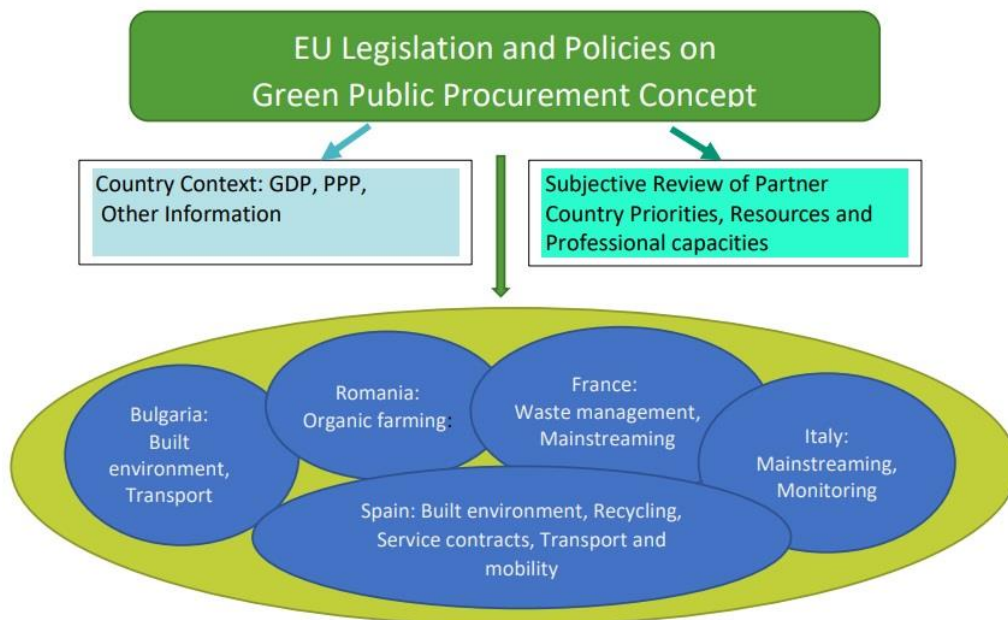 EU Legislation and Policies on
Green Public Procurement Concept
Country Context: GDP, PPP,
Other Information
Subjective Review of Partner
Country Priorities, Resources and
Professional capacities
Bulgaria:
Built
environment,
Transport
Romania:
Organic farming:
France:
Waste management,
Mainstreaming
Italy:
Mainstreaming,
Monitoring
Spain: Built environment, Recycling,
Service contracts, Transport and
mobility